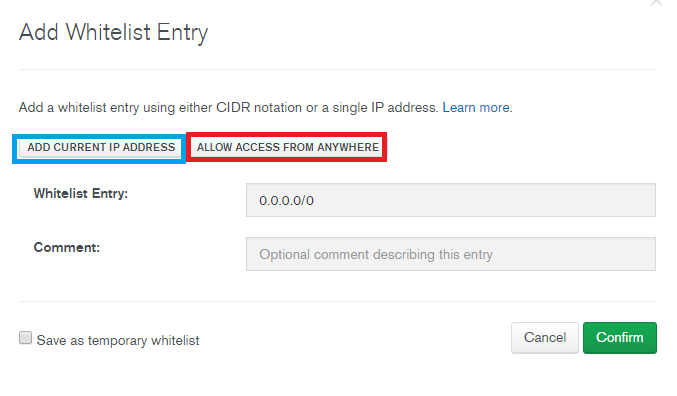 Add Whitelist Entry
Add a whitelist entry using either CIDR notation or a single IP address. Learn more.
ADD CURRENT IP ADDRESS ALLOW ACCESS FROM ANYWHERE
Whitelist Entry: 0.0.0.0/0
Comment: Optional comment describing this entry
Save as temporary whitelist Cancel Confirm